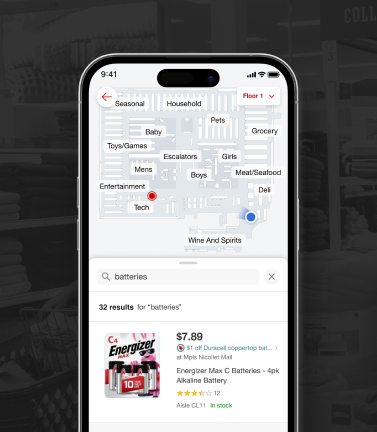 COLL
9:41
Floor 1
Seasonal
Household
Pets
Baby
Grocery
Toys/Games
Escalators
Girls
Mens
Boys
Meat/Seafood
Entertainment
Deli
Tech
Wine And Spirits
batteries
32 results for "batteries"
C4
Energizer
MAX
10
$7.89
$1 off Duracell coppertop bat...
at Mpls Nicollet Mall
Energizer Max C Batteries - 4pk
Alkaline Battery
12
Aisle CL11 · In stock